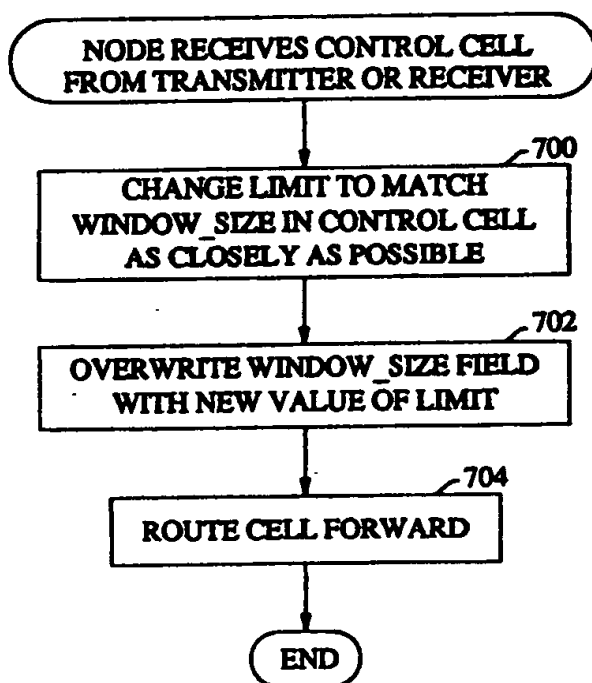 NODE RECEIVES CONTROL CELL
FROM TRANSMITTER OR RECEIVER
700
CHANGE LIMIT TO MATCH
WINDOW_SIZE IN CONTROL CELL
AS CLOSELY AS POSSIBLE
702
OVERWRITE WINDOW_SIZE FIELD
WITH NEW VALUE OF LIMIT
704
ROUTE CELL FORWARD
END